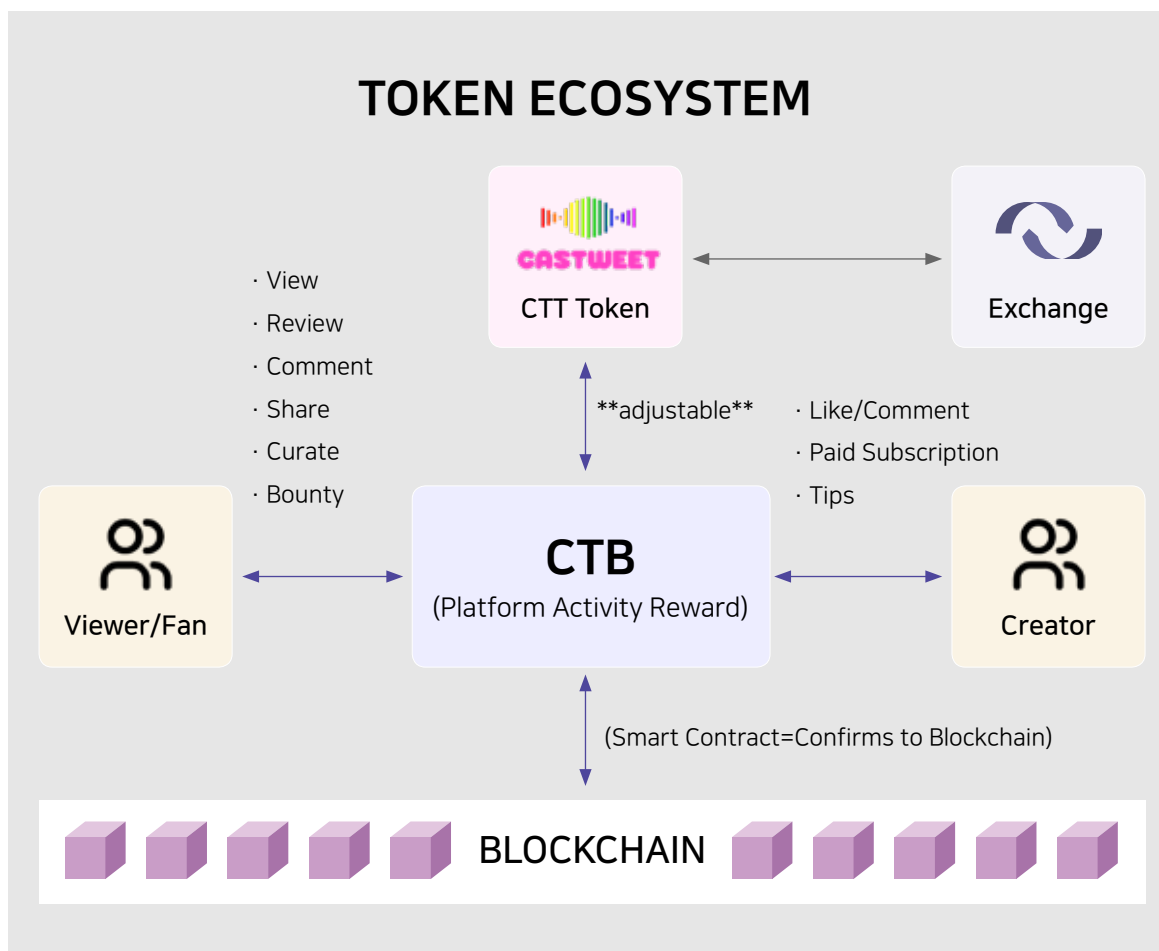 TOKEN ECOSYSTEM
CASTWEET
CTT Token
Exchange
· View
· Review
· Comment
· Share
· Curate
· Bounty
**adjustable**
· Like/Comment
· Paid Subscription
· Tips
Viewer/Fan
CTB
(Platform Activity Reward)
Creator
(Smart Contract=Confirms to Blockchain)
BLOCKCHAIN